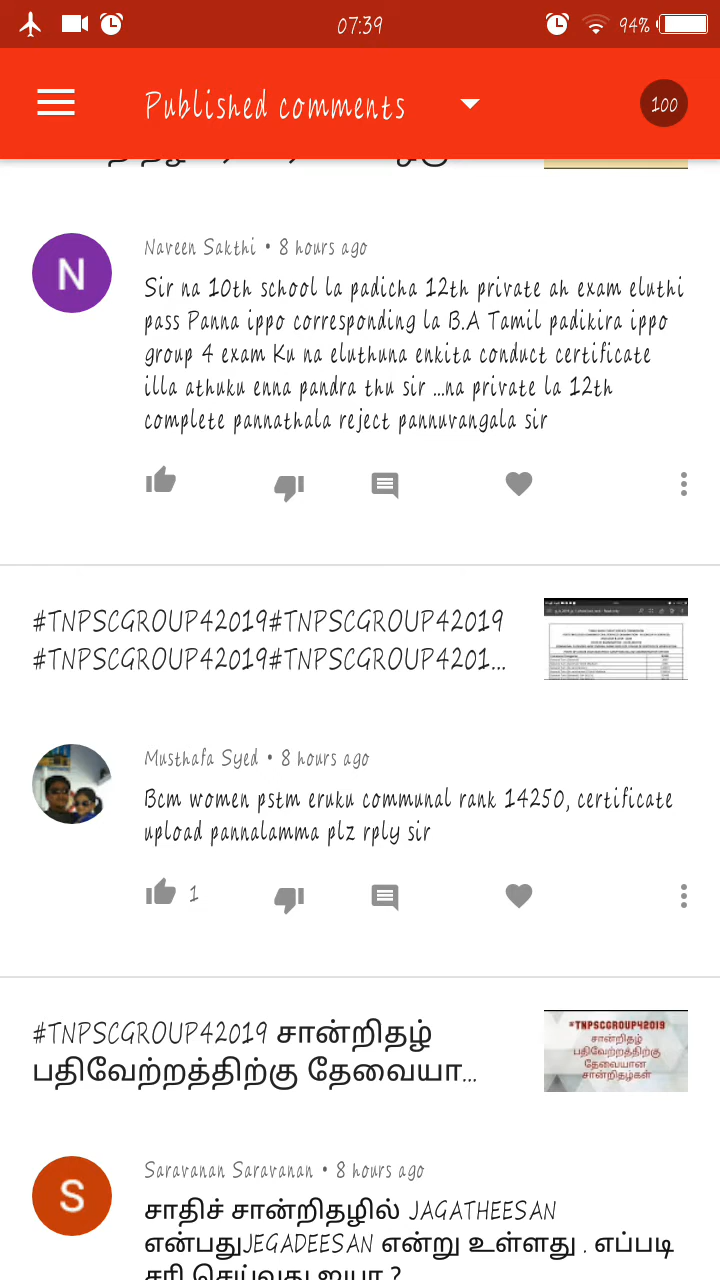 07:39
94%
Published comments
100
Naveen Sakthi • 8 hours ago
N
Sir na 10th school la padicha 12th private ah exam eluthi
pass Panna ippo corresponding la B.A Tamil padikira ippo
group 4 exam Ku na eluthuna enkita conduct certificate
illa athuku enna pandra thu sir ...na private la 12th
complete pannathala reject pannuvangala sir
#TNPSCGROUP42019#TNPSCGROUP42019
#TNPSCGROUP42019#TNPSCGROUP4201...
Musthafa Syed • 8 hours ago
Bcm women pstm eruku communal rank 14250, certificate
upload pannalamma plz rply sir
1
#TNPSCGROUP42019 சான்றிதழ்
பதிவேற்றத்திற்கு தேவையா...
#TNPSCGROUP42019
சான்றிதழ்
பதிவேற்றத்திற்கு
தேவையான
சான்றிதழ்கள்
Saravanan Saravanan • 8 hours ago
S
சாதிச் சான்றிதழில் JAGATHEESAN
என்பதுJEGADEESAN என்று உள்ளது . எப்படி
சரி செய்வது ஐயா ?